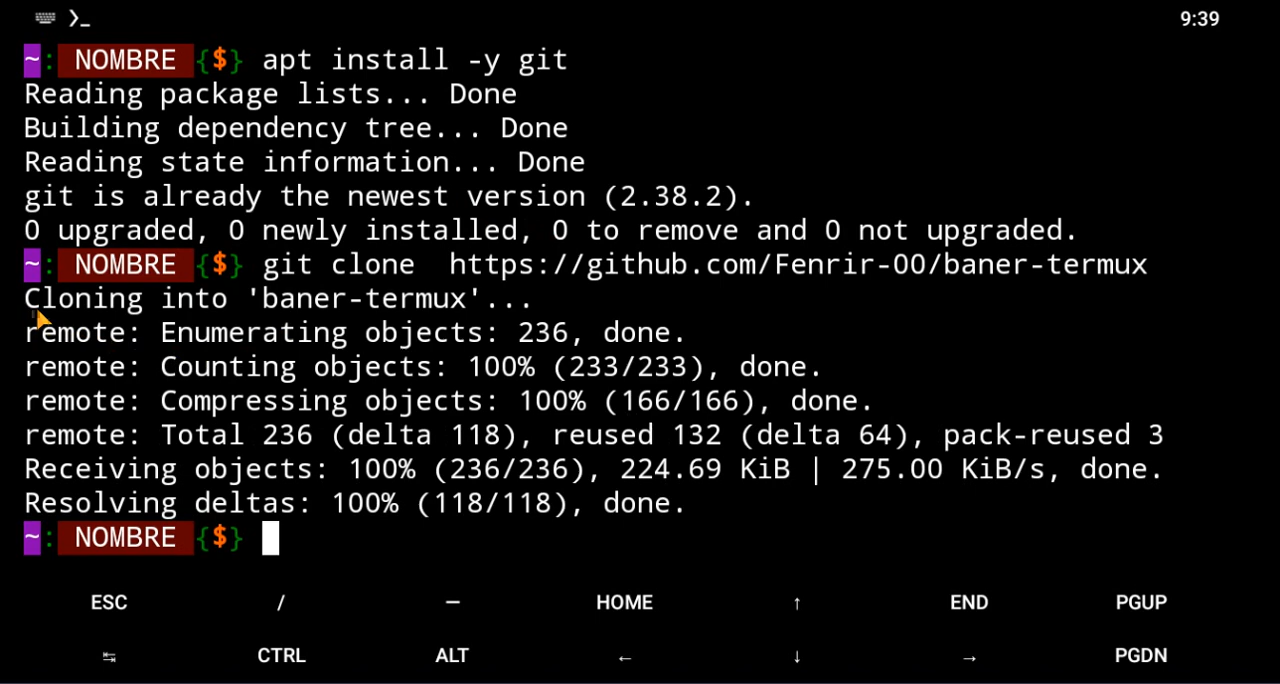 9:39
~: NOMBRE {$} apt install -y git
Reading package lists... Done
Building dependency tree... Done
Reading state information... Done
git is already the newest version (2.38.2).
0 upgraded, 0 newly installed, 0 to remove and 0 not upgraded.
~: NOMBRE {$} git clone  https://github.com/Fenrir-00/baner-termux
Cloning into 'baner-termux'...
remote: Enumerating objects: 236, done.
remote: Counting objects: 100% (233/233), done.
remote: Compressing objects: 100% (166/166), done.
remote: Total 236 (delta 118), reused 132 (delta 64), pack-reused 3
Receiving objects: 100% (236/236), 224.69 KiB | 275.00 KiB/s, done.
Resolving deltas: 100% (118/118), done.
~: NOMBRE {$}
ESC / — HOME ↑ END PGUP
↹ CTRL ALT ← ↓ → PGDN